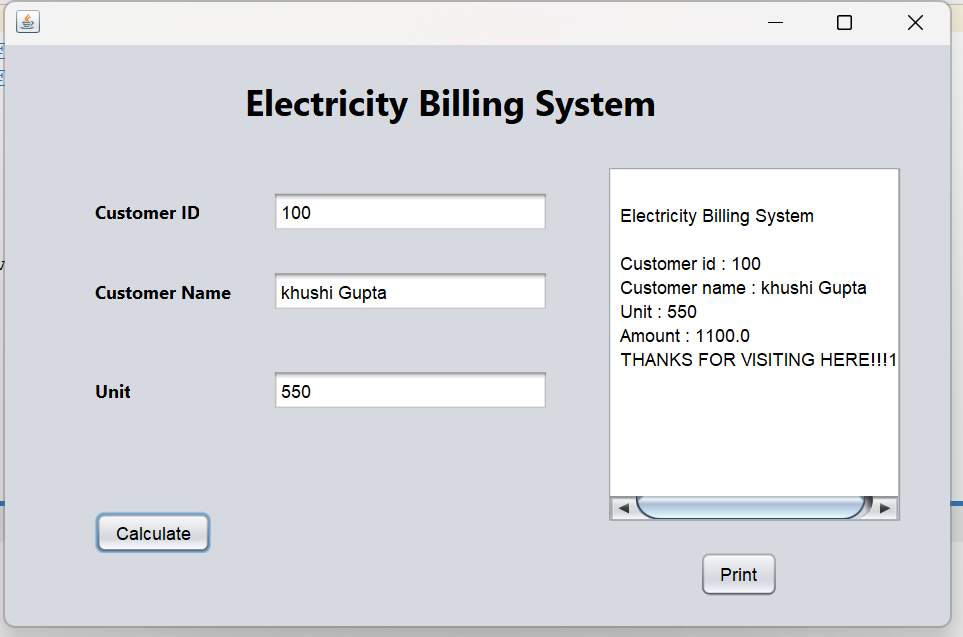 Electricity Billing System
Customer ID
100
Customer Name
khushi Gupta
Unit
550
Calculate
Electricity Billing System
Customer id : 100
Customer name : khushi Gupta
Unit : 550
Amount : 1100.0
THANKS FOR VISITING HERE!!!1
Print